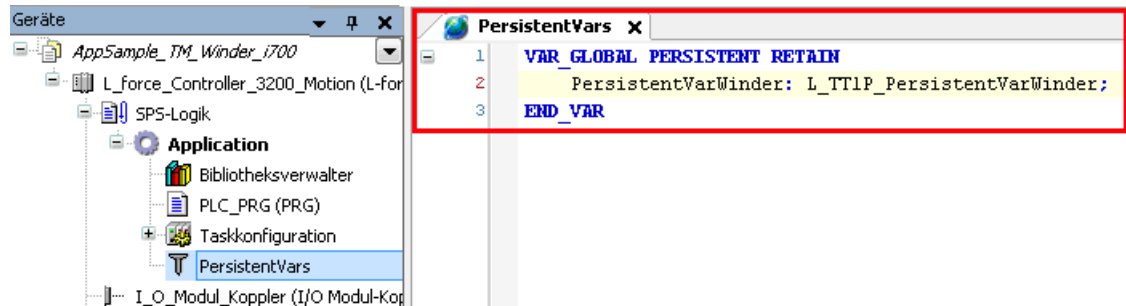 Geräte
AppSample_TM_Winder_i700
L_force_Controller_3200_Motion (L-for
SPS-Logik
Application
Bibliotheksverwalter
PLC_PRG (PRG)
Taskkonfiguration
PersistentVars
I_O_Modul_Koppler (I/O Modul-Kop
PersistentVars x
1 VAR_GLOBAL PERSISTENT RETAIN
2 PersistentVarWinder: L_TT1P_PersistentVarWinder;
3 END_VAR